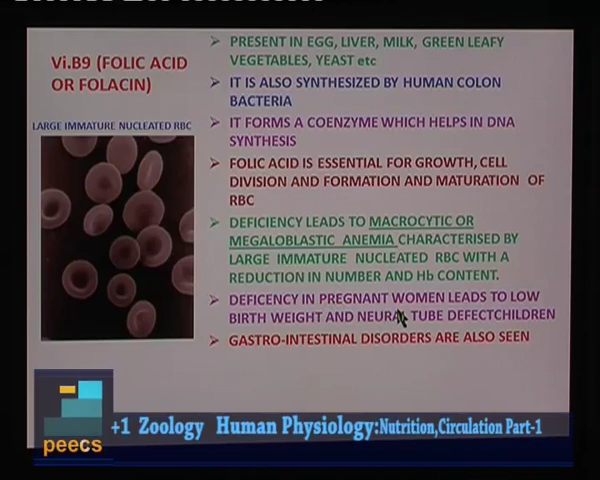 Vi.B9 (FOLIC ACID
OR FOLACIN)
LARGE IMMATURE NUCLEATED RBC
PRESENT IN EGG, LIVER, MILK, GREEN LEAFY
VEGETABLES, YEAST etc
IT IS ALSO SYNTHESIZED BY HUMAN COLON
BACTERIA
IT FORMS A COENZYME WHICH HELPS IN DNA
SYNTHESIS
FOLIC ACID IS ESSENTIAL FOR GROWTH, CELL
DIVISION AND FORMATION AND MATURATION OF
RBC
DEFICIENCY LEADS TO MACROCYTIC OR
MEGALOBLASTIC ANEMIA CHARACTERISED BY
LARGE IMMATURE NUCLEATED RBC WITH A
REDUCTION IN NUMBER AND Hb CONTENT.
DEFICENCY IN PREGNANT WOMEN LEADS TO LOW
BIRTH WEIGHT AND NEURAL TUBE DEFECTCHILDREN
GASTRO-INTESTINAL DISORDERS ARE ALSO SEEN
peecs
+1 Zoology Human Physiology:Nutrition,Circulation Part-1